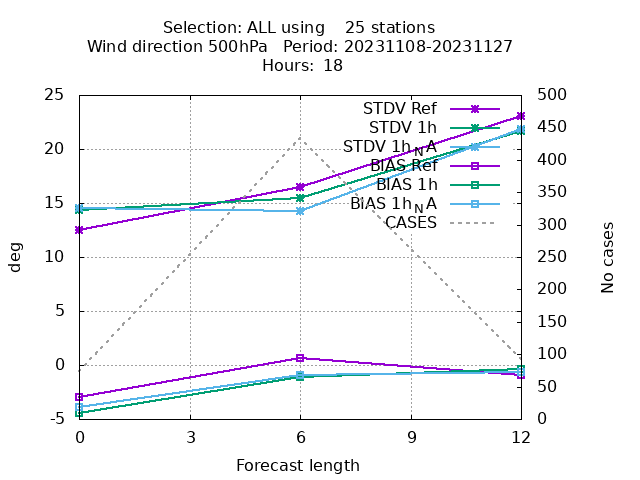 Selection: ALL using    25 stations
Wind direction 500hPa   Period: 20231108-20231127
Hours: 18
STDV Ref
STDV 1h
STDV 1h_NA
BIAS Ref
BIAS 1h
BIAS 1h_NA
CASES
25
20
15
10
5
0
-5
500
450
400
350
300
250
200
150
100
50
0
deg
No cases
0 3 6 9 12
Forecast length